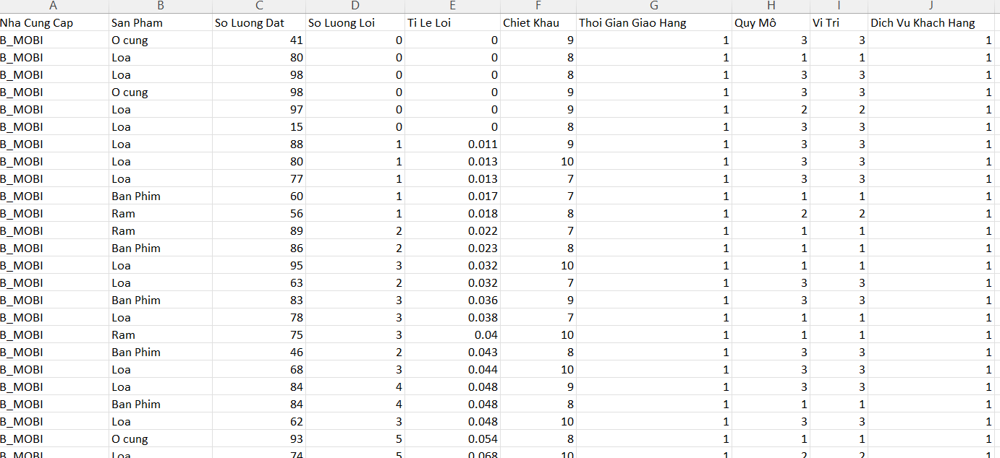 A B C D E F G H I J
Nha Cung Cap San Pham So Luong Dat So Luong Loi Ti Le Loi Chiet Khau Thoi Gian Giao Hang Quy Mô Vi Tri Dich Vu Khach Hang
B_MOBI O cung 41 0 0 9 1 3 3 1
B_MOBI Loa 80 0 0 8 1 1 1 1
B_MOBI Loa 98 0 0 8 1 3 3 1
B_MOBI O cung 98 0 0 9 1 3 3 1
B_MOBI Loa 97 0 0 9 1 2 2 1
B_MOBI Loa 15 0 0 8 1 3 3 1
B_MOBI Loa 88 1 0.011 9 1 3 3 1
B_MOBI Loa 80 1 0.013 10 1 3 3 1
B_MOBI Loa 77 1 0.013 7 1 3 3 1
B_MOBI Ban Phim 60 1 0.017 7 1 1 1 1
B_MOBI Ram 56 1 0.018 8 1 2 2 1
B_MOBI Ram 89 2 0.022 7 1 1 1 1
B_MOBI Ban Phim 86 2 0.023 8 1 1 1 1
B_MOBI Loa 95 3 0.032 10 1 1 1 1
B_MOBI Loa 63 2 0.032 7 1 3 3 1
B_MOBI Ban Phim 83 3 0.036 9 1 3 3 1
B_MOBI Loa 78 3 0.038 7 1 1 1 1
B_MOBI Ram 75 3 0.04 10 1 1 1 1
B_MOBI Ban Phim 46 2 0.043 8 1 3 3 1
B_MOBI Loa 68 3 0.044 10 1 3 3 1
B_MOBI Loa 84 4 0.048 9 1 3 3 1
B_MOBI Ban Phim 84 4 0.048 8 1 1 1 1
B_MOBI Loa 62 3 0.048 10 1 3 3 1
B_MOBI O cung 93 5 0.054 8 1 1 1 1
B_MOBI Loa 74 5 0.068 10 1 2 2 1